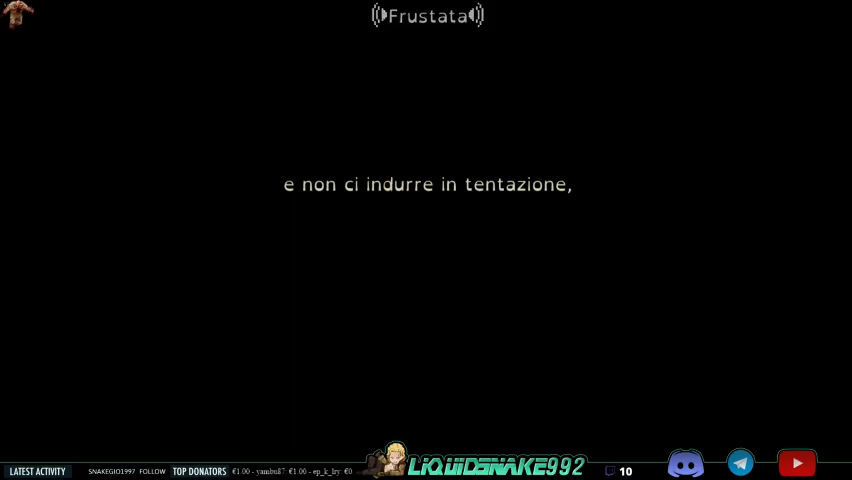 Frustata
e non ci indurre in tentazione,
LATEST ACTIVITY SNAKEGIO1997 FOLLOW TOP DONATORS €1.00 - yambu87 €1.00 - ep_k_lry: €0 LIQUIDSNAKE992 10